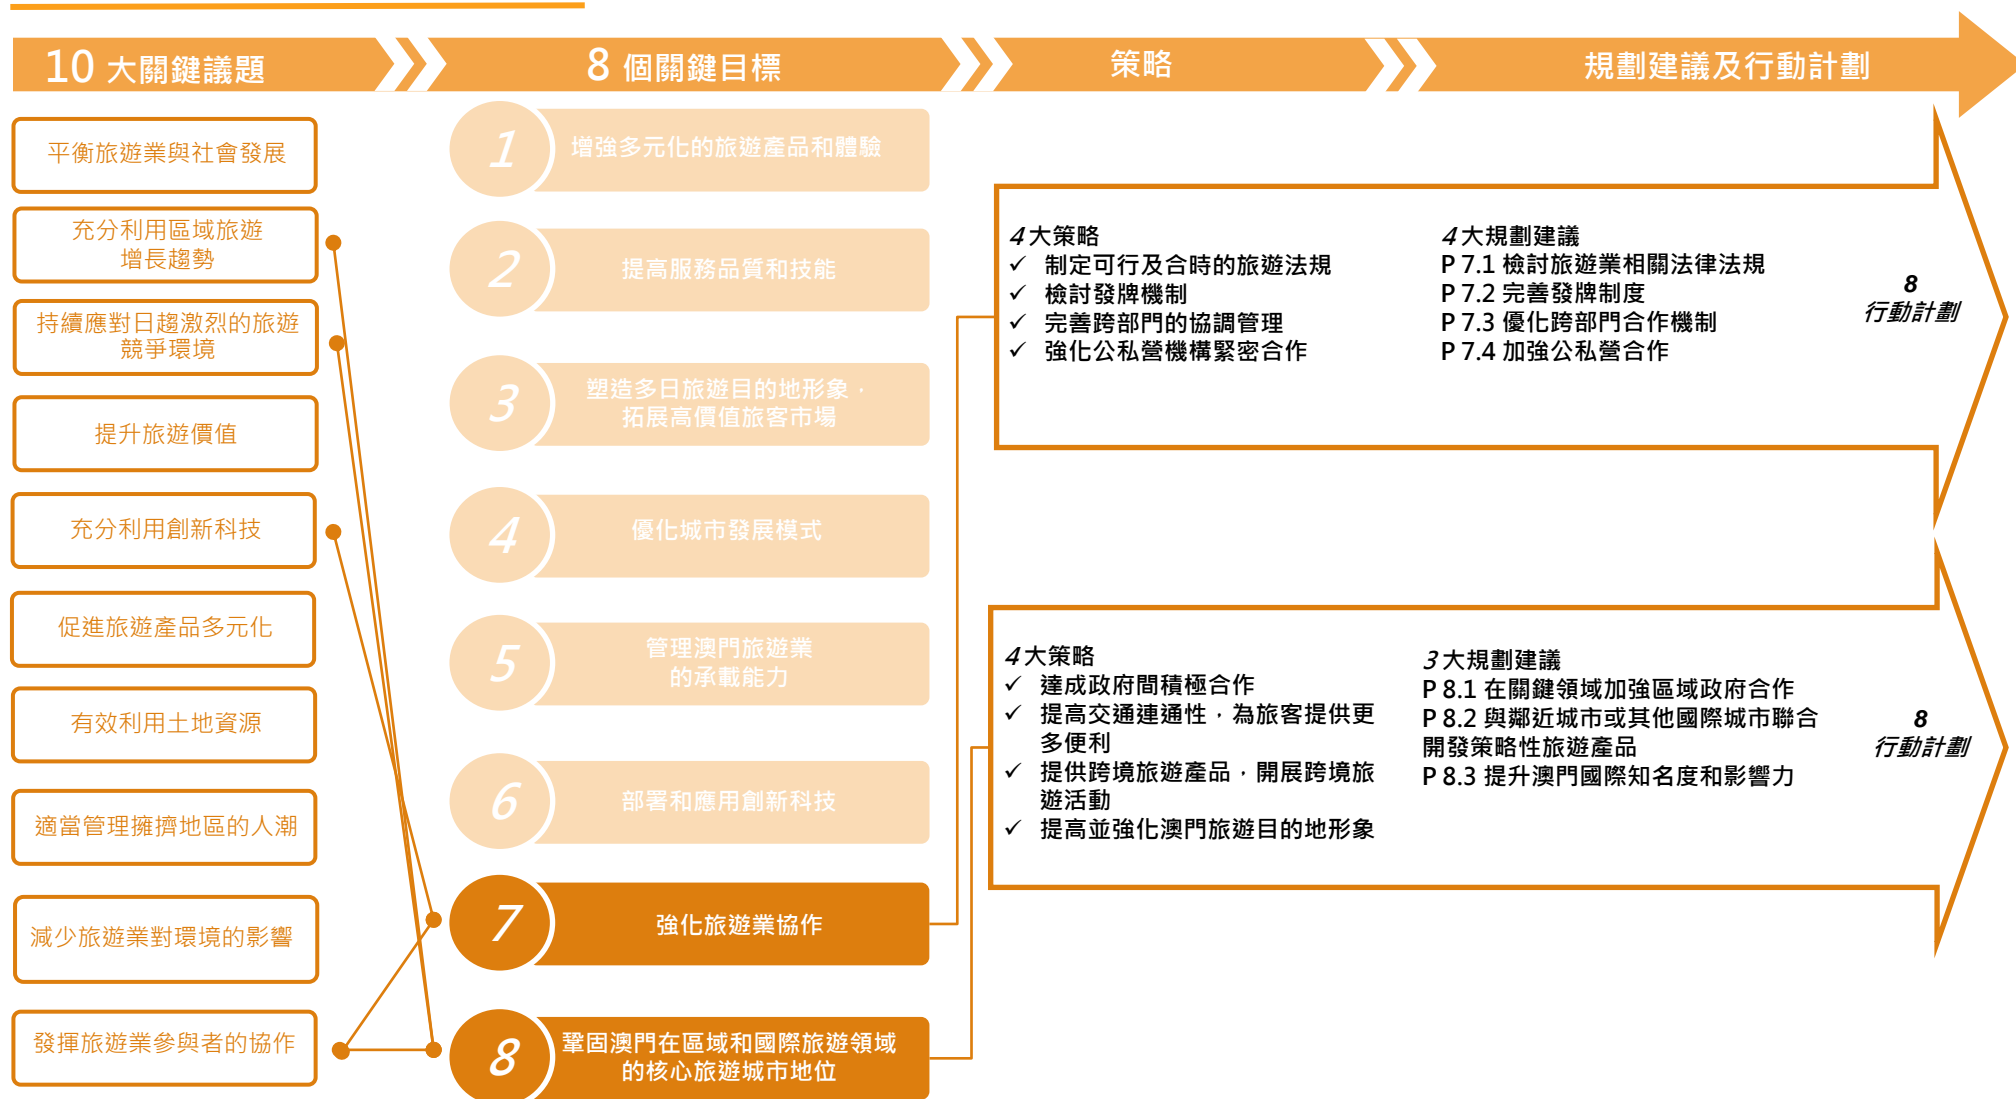 10 大關鍵議題
8 個關鍵目標
策略
規劃建議及行動計劃
平衡旅遊業與社會發展
充分利用區域旅遊
增長趨勢
持續應對日趨激烈的旅遊
競爭環境
提升旅遊價值
充分利用創新科技
促進旅遊產品多元化
有效利用土地資源
適當管理擁擠地區的人潮
減少旅遊業對環境的影響
發揮旅遊業參與者的協作
1
增強多元化的旅遊產品和體驗
2
提高服務品質和技能
3
塑造多日旅遊目的地形象，
拓展高價值旅客市場
4
優化城市發展模式
5
管理澳門旅遊業
的承載能力
6
部署和應用創新科技
7
強化旅遊業協作
8
鞏固澳門在區域和國際旅遊領域
的核心旅遊城市地位
4大策略
✓ 制定可行及合時的旅遊法規
✓ 檢討發牌機制
✓ 完善跨部門的協調管理
✓ 強化公私營機構緊密合作
4大規劃建議
P 7.1 檢討旅遊業相關法律法規
P 7.2 完善發牌制度
P 7.3 優化跨部門合作機制
P 7.4 加強公私營合作
8
行動計劃
4大策略
✓ 達成政府間積極合作
✓ 提高交通連通性，為旅客提供更
多便利
✓ 提供跨境旅遊產品，開展跨境旅
遊活動
✓ 提高並強化澳門旅遊目的地形象
3大規劃建議
P 8.1 在關鍵領域加強區域政府合作
P 8.2 與鄰近城市或其他國際城市聯合
開發策略性旅遊產品
P 8.3 提升澳門國際知名度和影響力
8
行動計劃